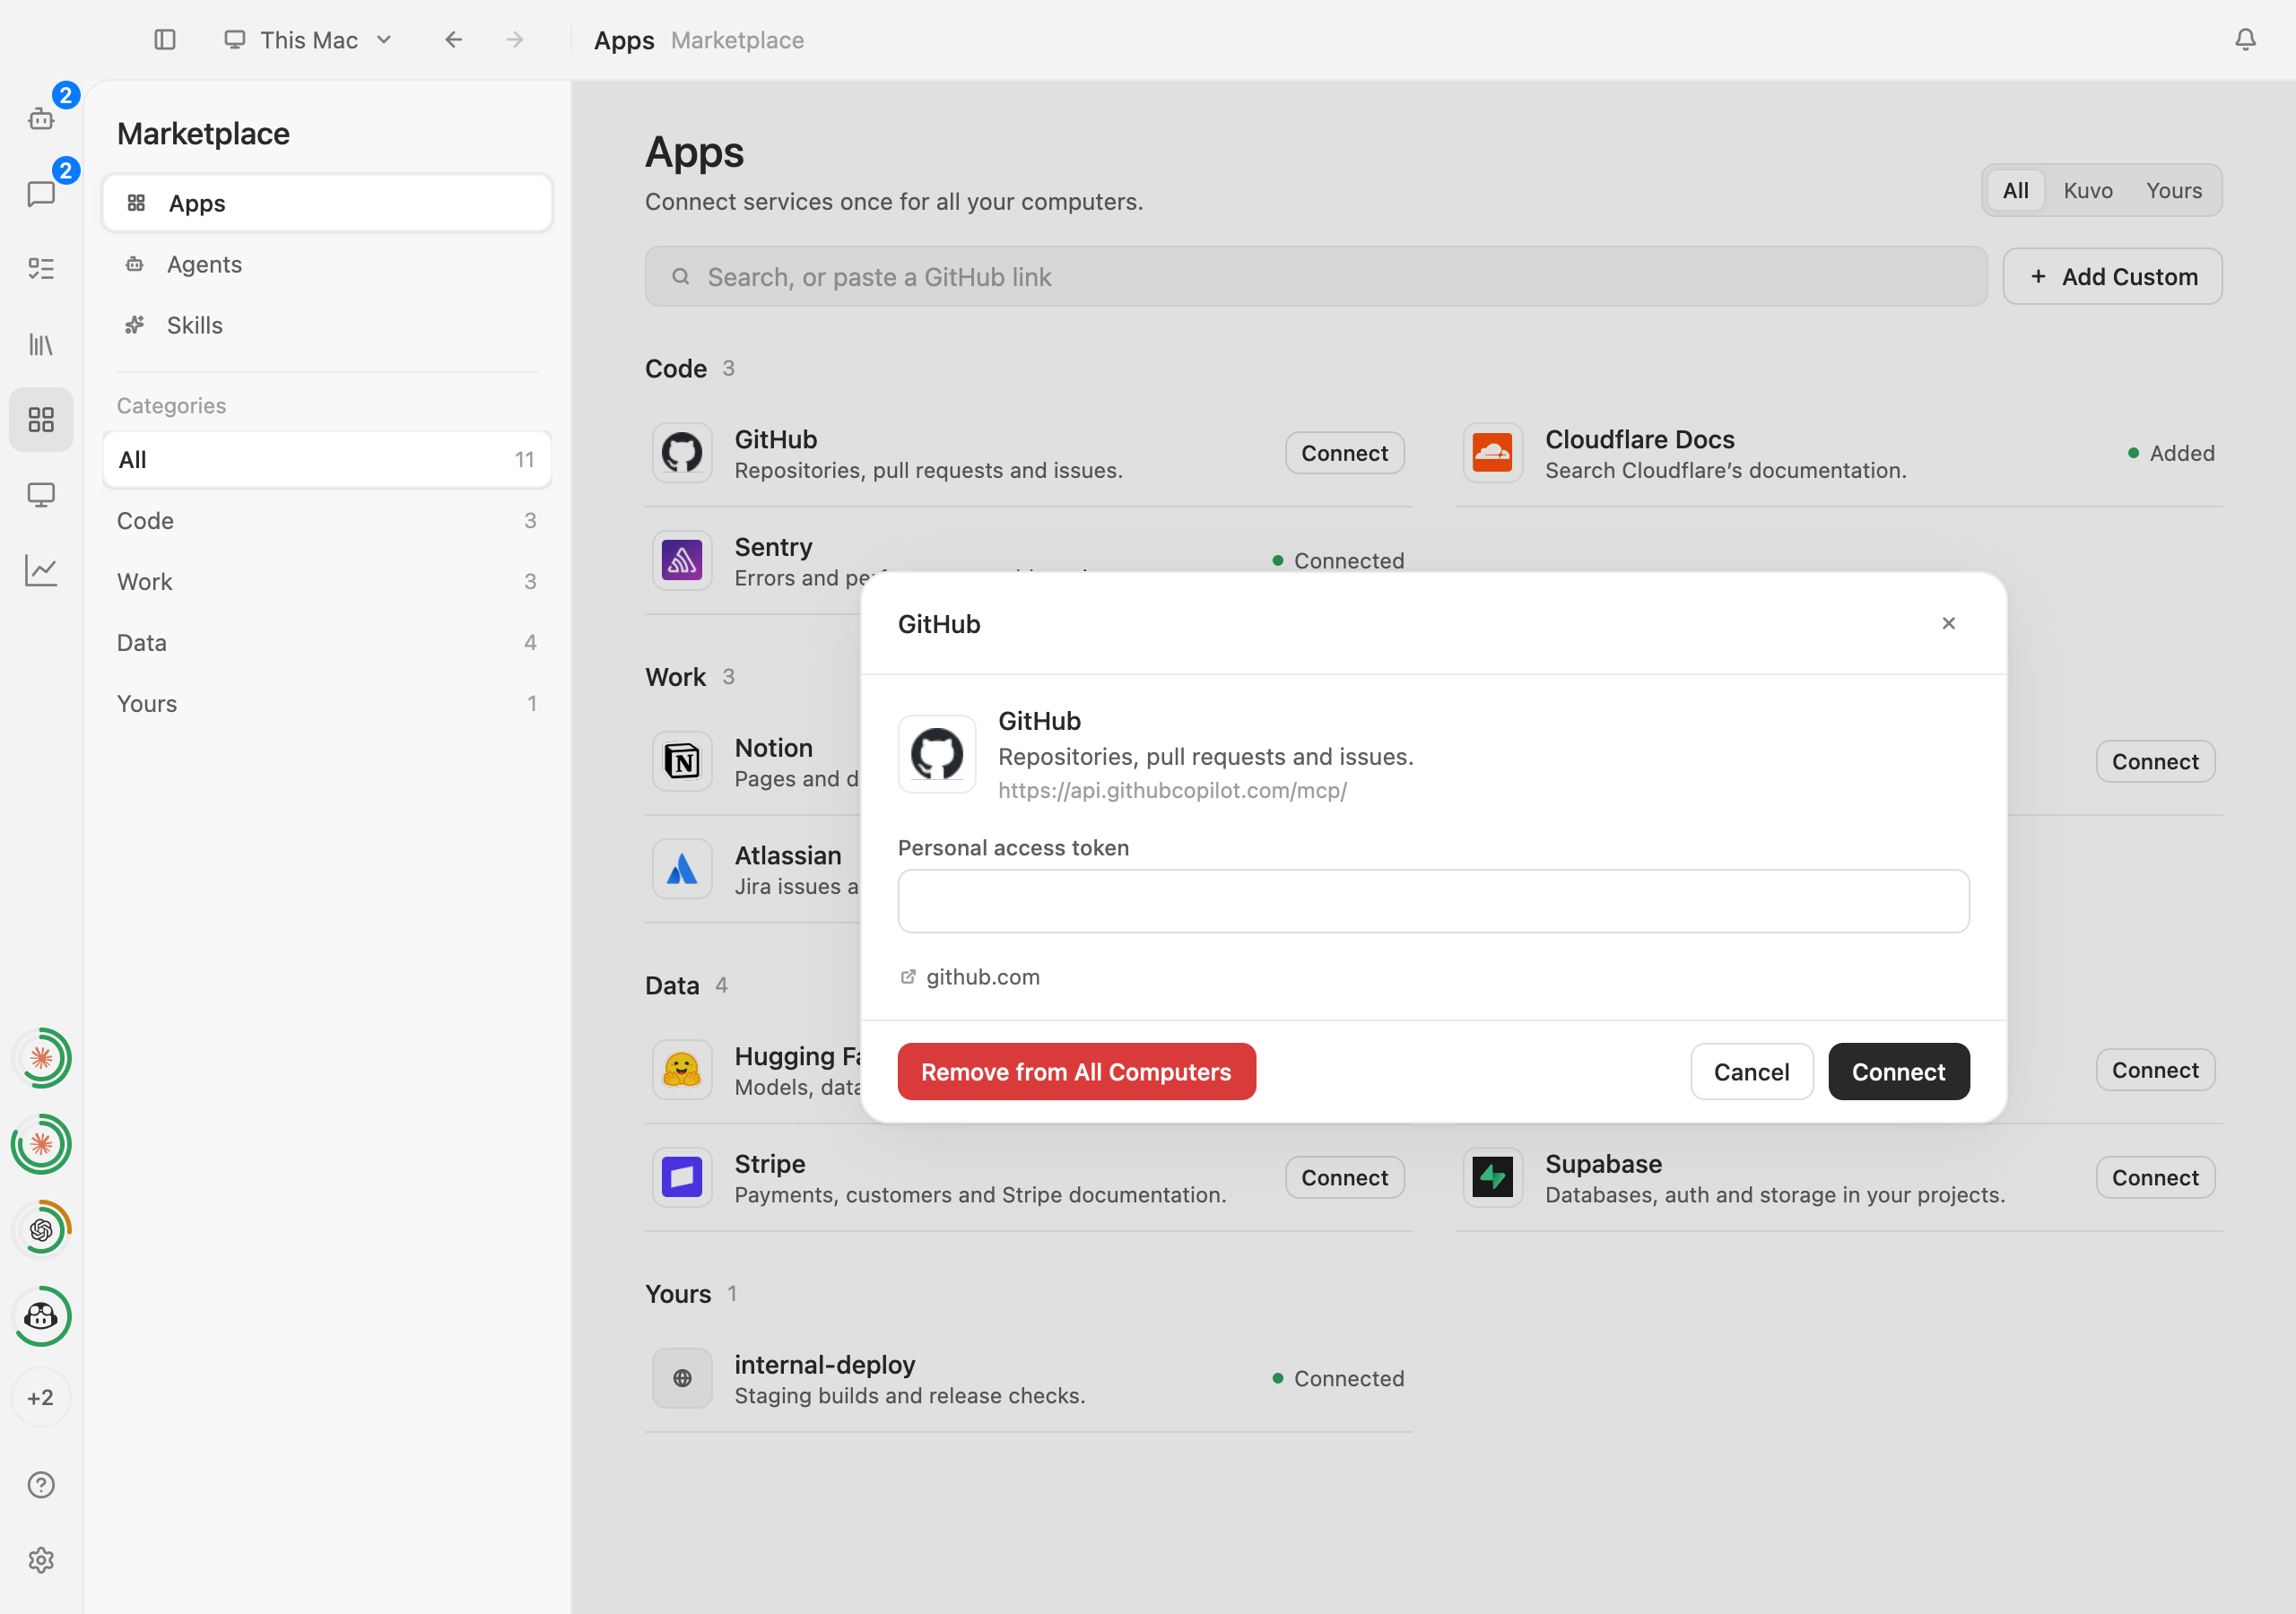 This Mac
Apps Marketplace
2
2
Marketplace
Apps
Agents
Skills
Categories
All 11
Code 3
Work 3
Data 4
Yours 1
+2
Apps
Connect services once for all your computers.
All Kuvo Yours
Search, or paste a GitHub link
+ Add Custom
Code 3
GitHub
Repositories, pull requests and issues.
Connect
Cloudflare Docs
Search Cloudflare’s documentation.
Added
Sentry
Errors and
Connected
Work 3
Notion
Pages and
Connect
Atlassian
Jira issues
Data 4
Hugging
Models,
Connect
Stripe
Payments, customers and Stripe documentation.
Connect
Supabase
Databases, auth and storage in your projects.
Connect
Yours 1
internal-deploy
Staging builds and release checks.
Connected
GitHub
GitHub
Repositories, pull requests and issues.
https://api.githubcopilot.com/mcp/
Personal access token
github.com
Remove from All Computers
Cancel
Connect